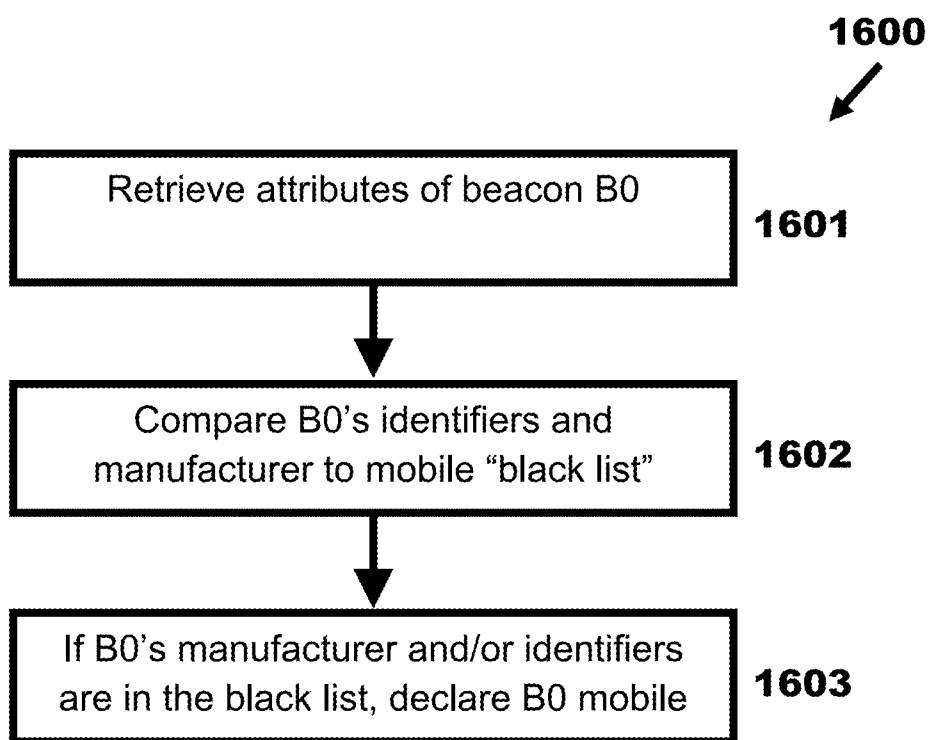 1600
Retrieve attributes of beacon B0
1601
Compare B0’s identifiers and
manufacturer to mobile “black list”
1602
If B0’s manufacturer and/or identifiers
are in the black list, declare B0 mobile
1603